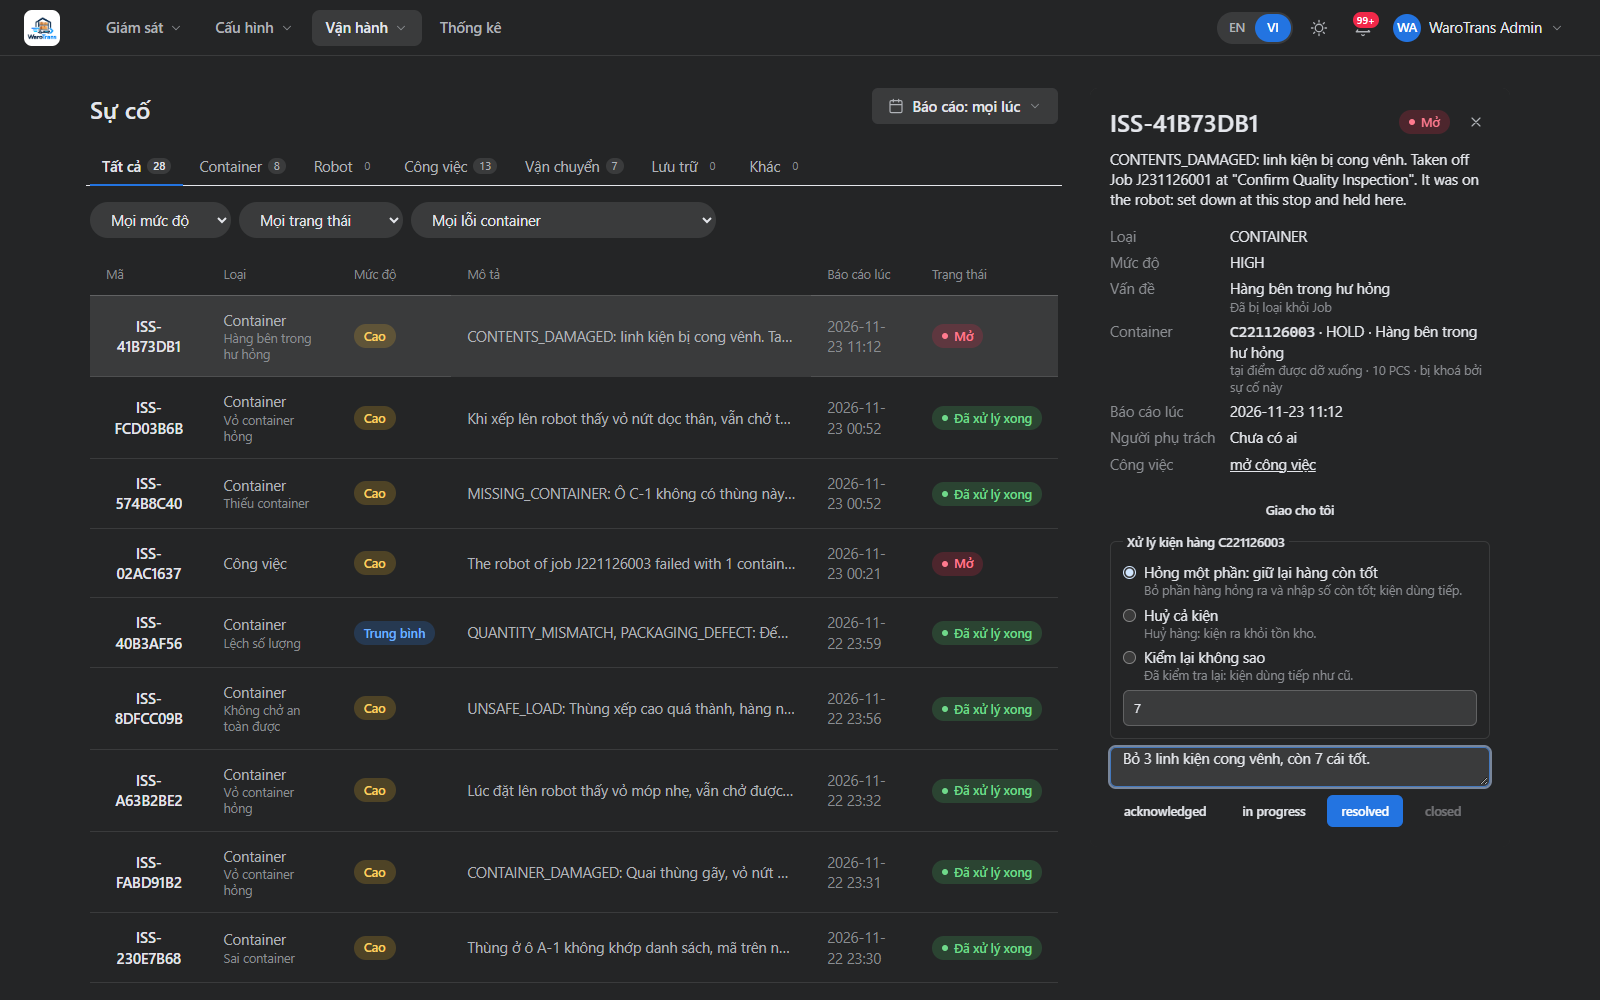 WaroTrans
Giám sát
Cấu hình
Vận hành
Thống kê
EN
VI
99+
WA
WaroTrans Admin
Sự cố
Báo cáo: mọi lúc
Tất cả 28
Container 8
Robot 0
Công việc 13
Vận chuyển 7
Lưu trữ 0
Khác 0
Mọi mức độ
Mọi trạng thái
Mọi lỗi container
Mã
Loại
Mức độ
Mô tả
Báo cáo lúc
Trạng thái
ISS-
41B73DB1
Container
Hàng bên trong
hư hỏng
Cao
CONTENTS_DAMAGED: linh kiện bị cong vênh. Ta...
2026-11-
23 11:12
Mở
ISS-
FCD03B6B
Container
Vỏ container
hỏng
Cao
Khi xếp lên robot thấy vỏ nứt dọc thân, vẫn chở t...
2026-11-
23 00:52
Đã xử lý xong
ISS-
574B8C40
Container
Thiếu container
Cao
MISSING_CONTAINER: Ô C-1 không có thùng này...
2026-11-
23 00:52
Đã xử lý xong
ISS-
02AC1637
Công việc
Cao
The robot of job J221126003 failed with 1 contain...
2026-11-
23 00:21
Mở
ISS-
40B3AF56
Container
Lệch số lượng
Trung bình
QUANTITY_MISMATCH, PACKAGING_DEFECT: Đế...
2026-11-
22 23:59
Đã xử lý xong
ISS-
8DFCC09B
Container
Không chở an
toàn được
Cao
UNSAFE_LOAD: Thùng xếp cao quá thành, hàng n...
2026-11-
22 23:56
Đã xử lý xong
ISS-
A63B2BE2
Container
Vỏ container
hỏng
Cao
Lúc đặt lên robot thấy vỏ móp nhẹ, vẫn chở được...
2026-11-
22 23:32
Đã xử lý xong
ISS-
FABD91B2
Container
Vỏ container
hỏng
Cao
CONTAINER_DAMAGED: Quai thùng gãy, vỏ nứt ...
2026-11-
22 23:31
Đã xử lý xong
ISS-
230E7B68
Container
Sai container
Cao
Thùng ở ô A-1 không khớp danh sách, mã trên n...
2026-11-
22 23:30
Đã xử lý xong
ISS-41B73DB1
Mở
CONTENTS_DAMAGED: linh kiện bị cong vênh. Taken off
Job J231126001 at "Confirm Quality Inspection". It was on
the robot: set down at this stop and held here.
Loại CONTAINER
Mức độ HIGH
Vấn đề Hàng bên trong hư hỏng
Đã bị loại khỏi Job
Container C221126003 · HOLD · Hàng bên trong
hư hỏng
tại điểm được dỡ xuống · 10 PCS · bị khoá bởi
sự cố này
Báo cáo lúc 2026-11-23 11:12
Người phụ trách Chưa có ai
Công việc mở công việc
Giao cho tôi
Xử lý kiện hàng C221126003
Hỏng một phần: giữ lại hàng còn tốt
Bỏ phần hàng hỏng ra và nhập số còn tốt; kiện dùng tiếp.
Huỷ cả kiện
Huỷ hàng: kiện ra khỏi tồn kho.
Kiểm lại không sao
Đã kiểm tra lại: kiện dùng tiếp như cũ.
7
Bỏ 3 linh kiện cong vênh, còn 7 cái tốt.
acknowledged
in progress
resolved
closed